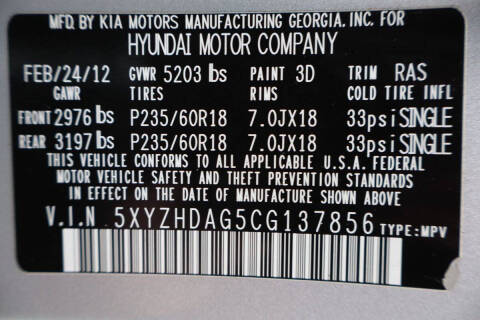 MFD. BY KIA MOTORS MANUFACTURING GEORGIA, INC. FOR
HYUNDAI MOTOR COMPANY
FEB/24/12 GVWR 5203 lbs PAINT 3D TRIM RAS
GAWR TIRES RIMS COLD TIRE INFL
FRONT 2976 lbs P235/60R18 7.0JX18 33psi SINGLE
REAR 3197 lbs P235/60R18 7.0JX18 33psi SINGLE
THIS VEHICLE CONFORMS TO ALL APPLICABLE U.S.A. FEDERAL
MOTOR VEHICLE SAFETY AND THEFT PREVENTION STANDARDS
IN EFFECT ON THE DATE OF MANUFACTURE SHOWN ABOVE
V.I.N 5XYZHDAG5CG137856 TYPE:MPV